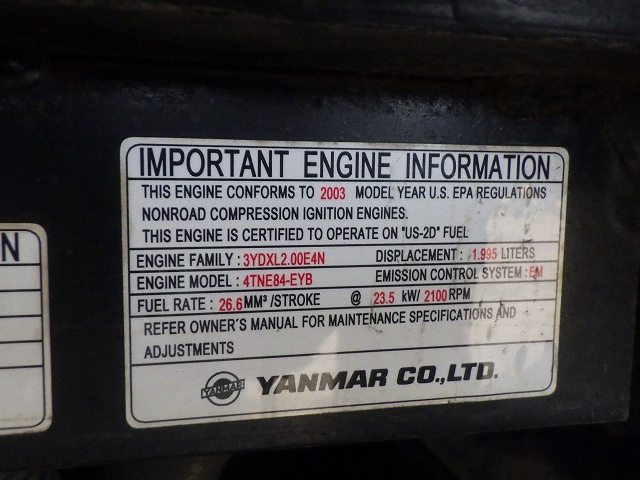 IMPORTANT ENGINE INFORMATION
THIS ENGINE CONFORMS TO 2003 MODEL YEAR U.S. EPA REGULATIONS
NONROAD COMPRESSION IGNITION ENGINES.
THIS ENGINE IS CERTIFIED TO OPERATE ON "US-2D" FUEL
ENGINE FAMILY : 3YDXL2.00E4N DISPLACEMENT : 1.995 LITERS
ENGINE MODEL : 4TNE84-EYB EMISSION CONTROL SYSTEM : EM
FUEL RATE : 26.6 MM³ /STROKE @ 23.5 kW/ 2100 RPM
REFER OWNER'S MANUAL FOR MAINTENANCE SPECIFICATIONS AND
ADJUSTMENTS
YANMAR YANMAR CO.,LTD.
N